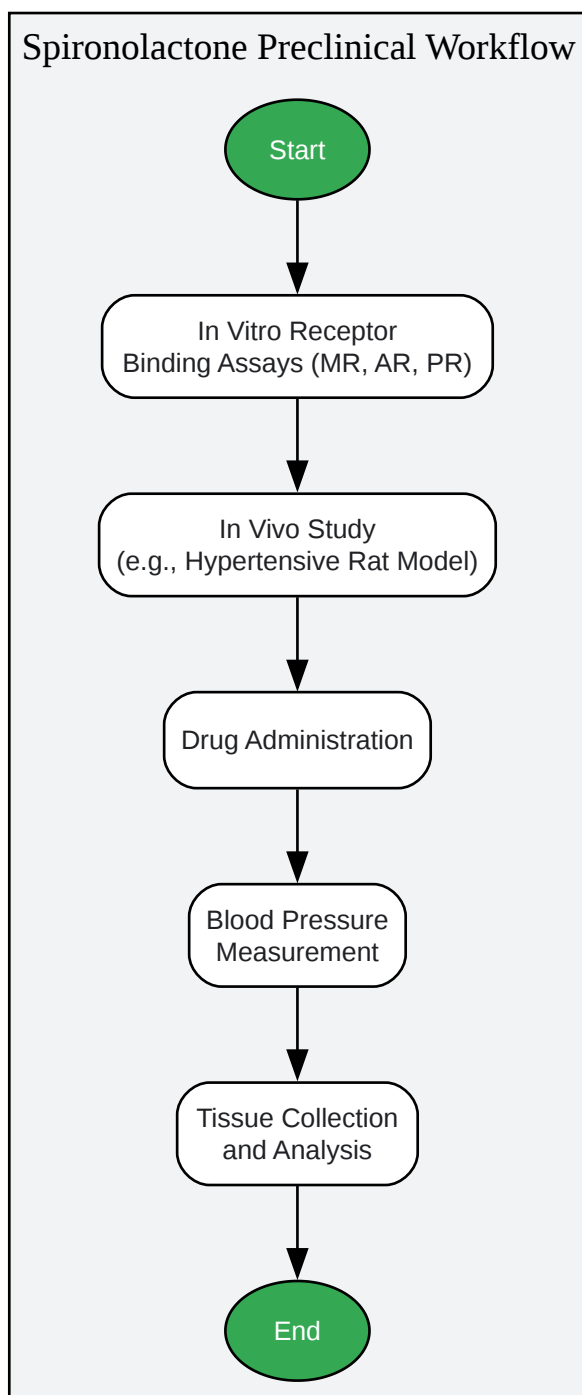 Spironolactone Preclinical Workflow
Start
In Vitro Receptor
Binding Assays (MR, AR, PR)
In Vivo Study
(e.g., Hypertensive Rat Model)
Drug Administration
Blood Pressure
Measurement
Tissue Collection
and Analysis
End